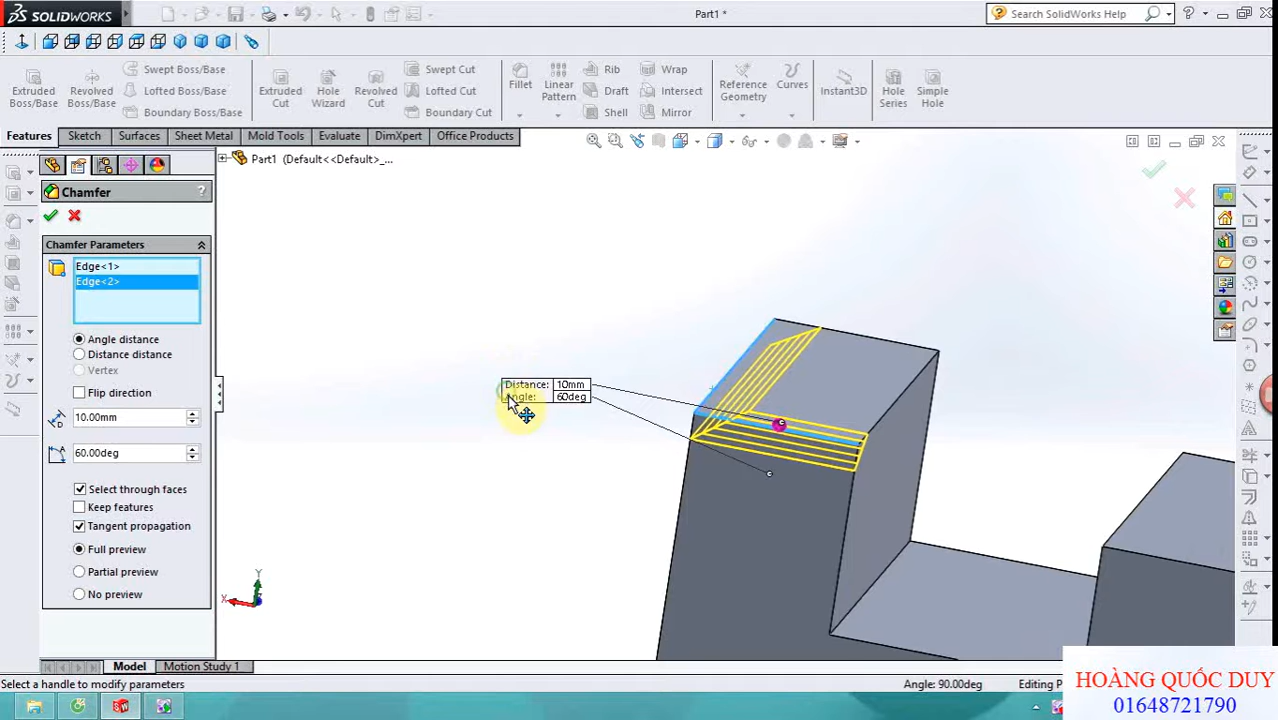 SOLIDWORKS
Part1 *
Search SolidWorks Help
Extruded Boss/Base
Revolved Boss/Base
Swept Boss/Base
Lofted Boss/Base
Boundary Boss/Base
Extruded Cut
Hole Wizard
Revolved Cut
Swept Cut
Lofted Cut
Boundary Cut
Fillet
Linear Pattern
Rib
Draft
Shell
Wrap
Intersect
Mirror
Reference Geometry
Curves
Instant3D
Hole Series
Simple Hole
Features
Sketch
Surfaces
Sheet Metal
Mold Tools
Evaluate
DimXpert
Office Products
Part1 (Default<<Default>_...
Chamfer
?
Chamfer Parameters
Edge<1>
Edge<2>
Angle distance
Distance distance
Vertex
Flip direction
10.00mm
60.00deg
Select through faces
Keep features
Tangent propagation
Full preview
Partial preview
No preview
Distance: 10mm
Angle: 60deg
Y
X
Model
Motion Study 1
Select a handle to modify parameters
Angle: 90.00deg
HOÀNG QUỐC DUY
01648721790